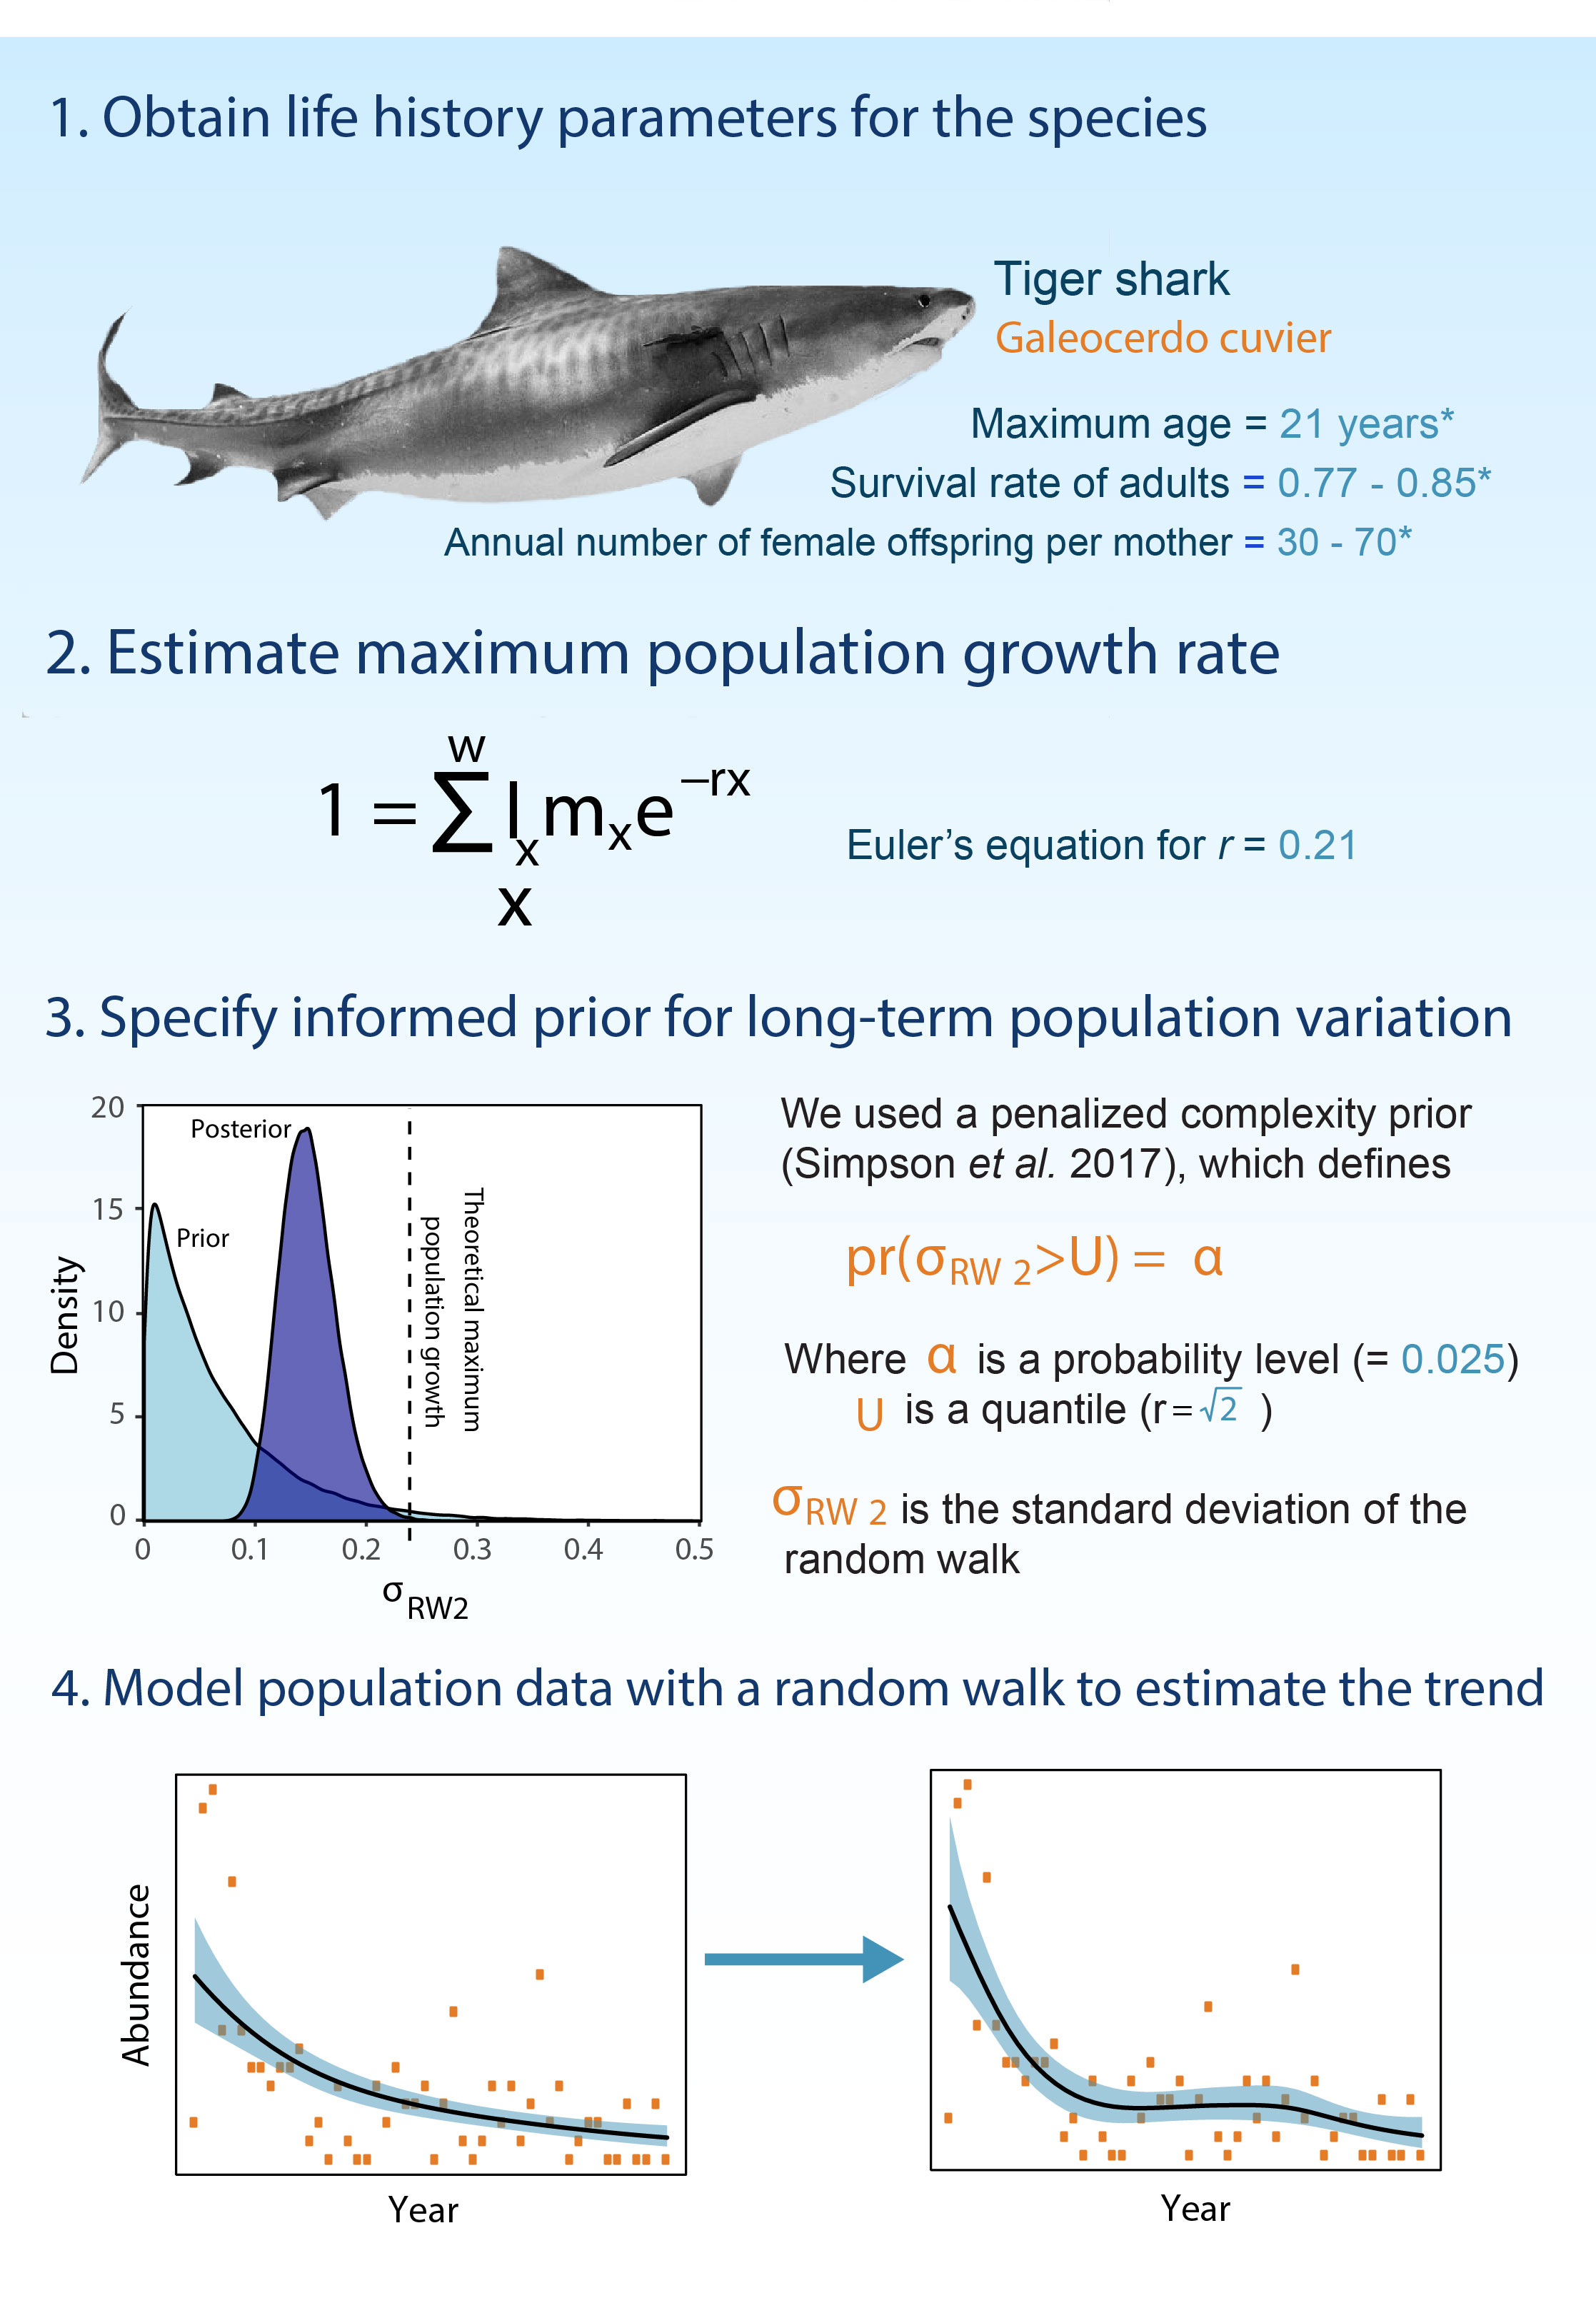 1. Obtain life history parameters for the species
Tiger shark
Galeocerdo cuvier
Maximum age = 21 years*
Survival rate of adults = 0.77 - 0.85*
Annual number of female offspring per mother = 30 - 70*
2. Estimate maximum population growth rate
w
1 = Σ lₓmₓe⁻ʳˣ
x
Euler’s equation for r = 0.21
3. Specify informed prior for long-term population variation
20
15
10
5
0
Density
Posterior
Prior
Theoretical maximum
population growth
0 0.1 0.2 0.3 0.4 0.5
σ RW2
We used a penalized complexity prior
(Simpson et al. 2017), which defines
pr(σ RW 2>U) = α
Where α is a probability level (= 0.025)
U is a quantile (r=√2 )
σ RW 2 is the standard deviation of the
random walk
4. Model population data with a random walk to estimate the trend
Abundance
Year
Year